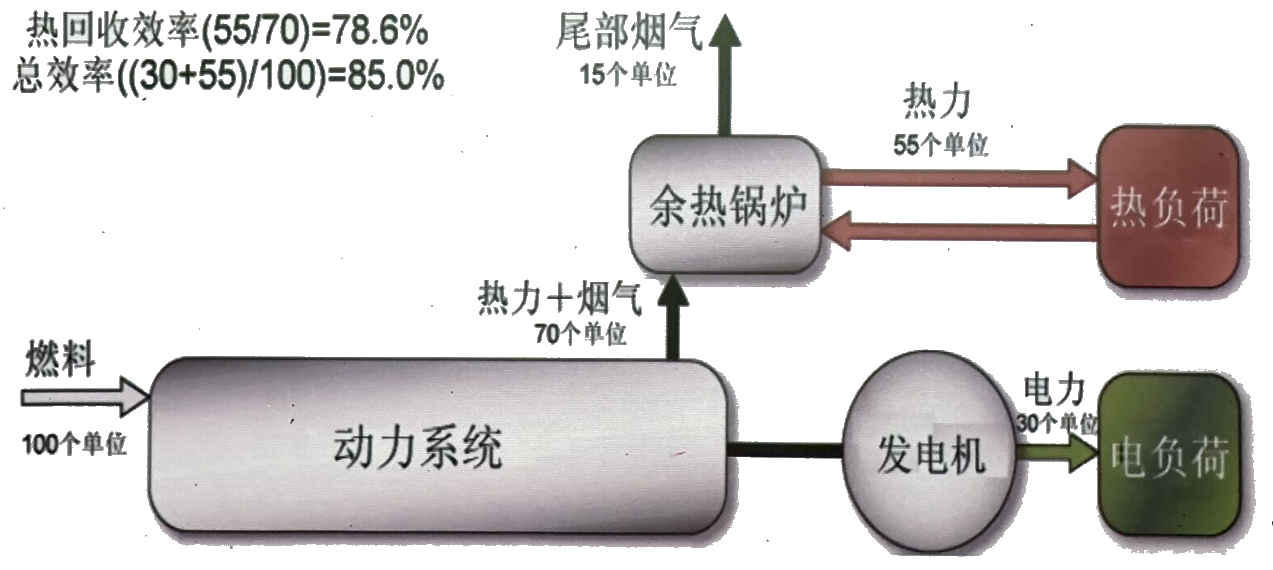 热回收效率(55/70)=78.6%
总效率((30+55)/100)=85.0%
尾部烟气
15个单位
热力
55个单位
余热锅炉
热负荷
热力＋烟气
70个单位
燃料
100个单位
动力系统
发电机
电力
30个单位
电负荷